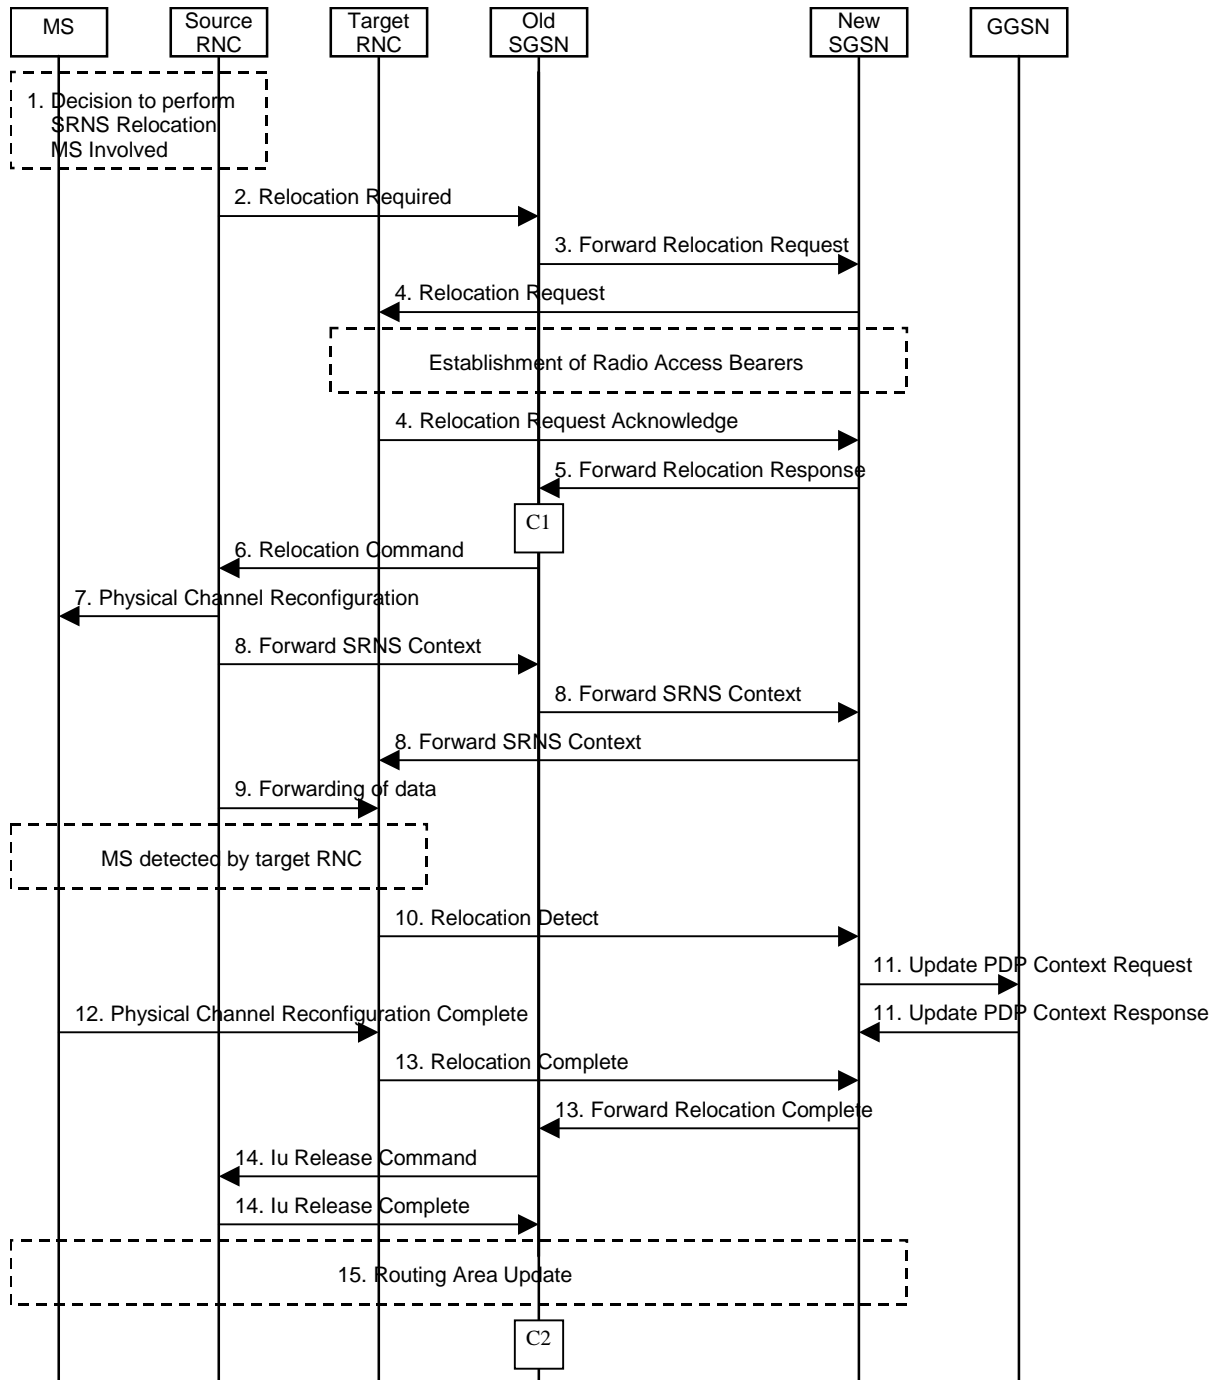 MS
Source
RNC
Target
RNC
Old
SGSN
New
SGSN
GGSN
1. Decision to perform
SRNS Relocation
MS Involved
2. Relocation Required
3. Forward Relocation Request
4. Relocation Request
Establishment of Radio Access Bearers
4. Relocation Request Acknowledge
5. Forward Relocation Response
C1
6. Relocation Command
7. Physical Channel Reconfiguration
8. Forward SRNS Context
8. Forward SRNS Context
8. Forward SRNS Context
9. Forwarding of data
MS detected by target RNC
10. Relocation Detect
11. Update PDP Context Request
12. Physical Channel Reconfiguration Complete
11. Update PDP Context Response
13. Relocation Complete
13. Forward Relocation Complete
14. Iu Release Command
14. Iu Release Complete
15. Routing Area Update
C2